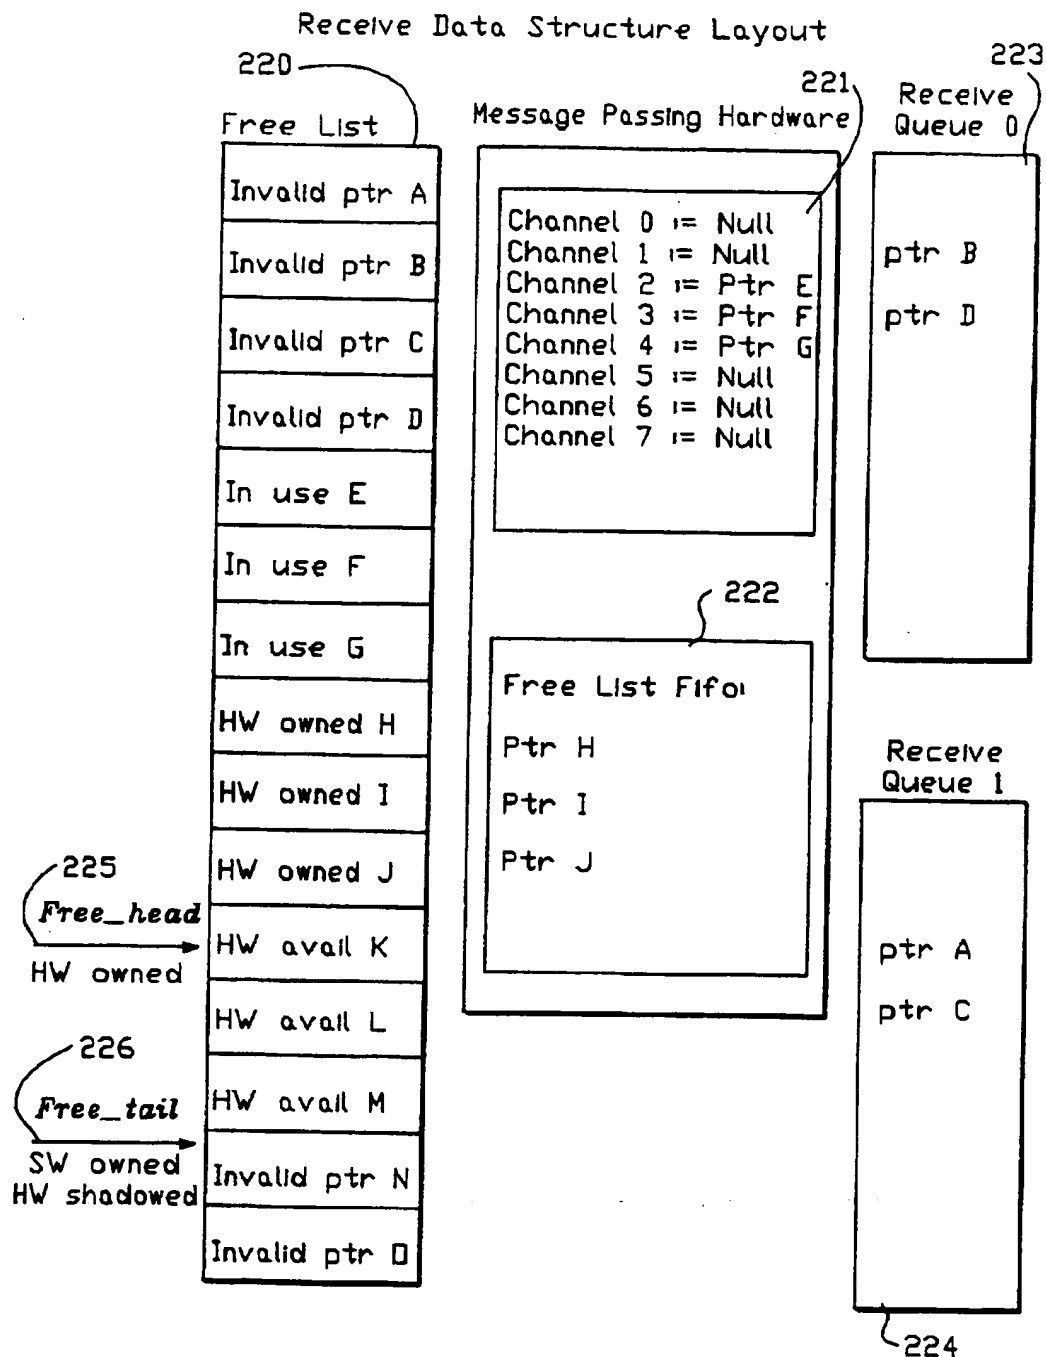 Receive Data Structure Layout
220
Free List
Invalid ptr A
Invalid ptr B
Invalid ptr C
Invalid ptr D
In use E
In use F
In use G
HW owned H
HW owned I
HW owned J
HW avail K
HW avail L
HW avail M
Invalid ptr N
Invalid ptr O
225
Free_head
HW owned
226
Free_tail
SW owned
HW shadowed
Message Passing Hardware
221
Channel 0 := Null
Channel 1 := Null
Channel 2 := Ptr E
Channel 3 := Ptr F
Channel 4 := Ptr G
Channel 5 := Null
Channel 6 := Null
Channel 7 := Null
222
Free List Fifo:
Ptr H
Ptr I
Ptr J
223
Receive
Queue 0
ptr B
ptr D
Receive
Queue 1
ptr A
ptr C
224